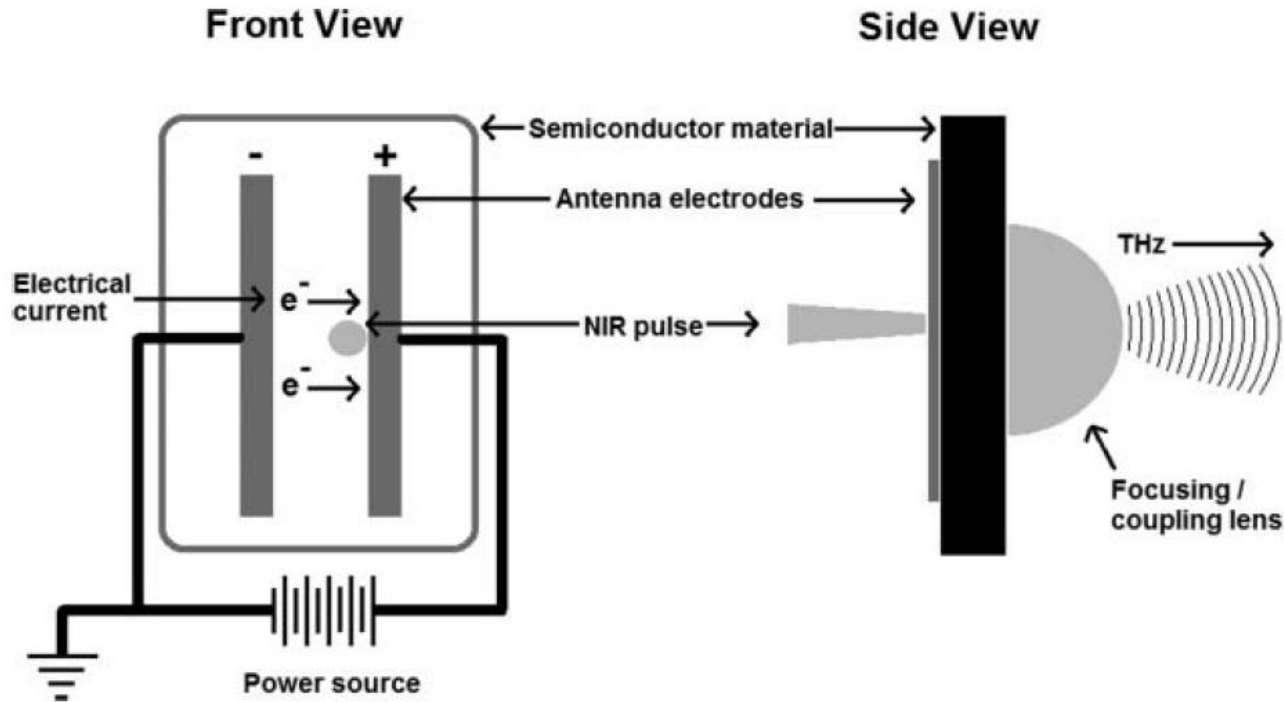 Front View
Side View
Semiconductor material
- +
Antenna electrodes
THz
Electrical
current
e-
NIR pulse
e-
Focusing /
coupling lens
Power source